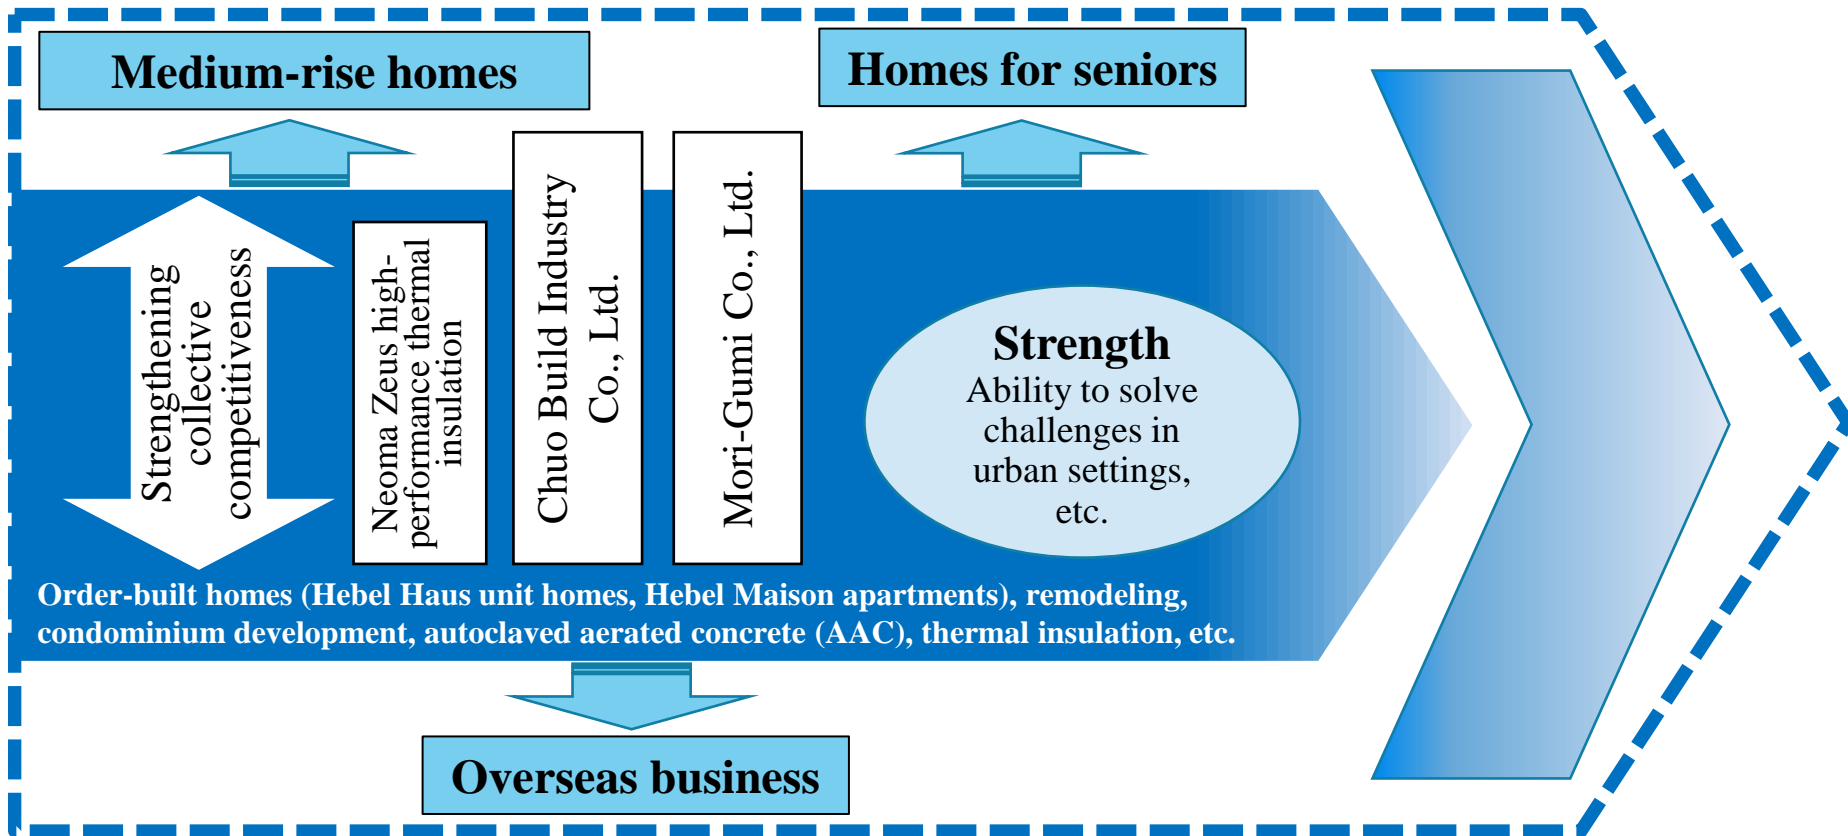 Medium-rise homes
Homes for seniors
Strengthening
collective
competitiveness
Neoma Zeus high-
performance thermal
insulation
Chuo Build Industry
Co., Ltd.
Mori-Gumi Co., Ltd.
Strength
Ability to solve
challenges in
urban settings,
etc.
Order-built homes (Hebel Haus unit homes, Hebel Maison apartments), remodeling,
condominium development, autoclaved aerated concrete (AAC), thermal insulation, etc.
Overseas business